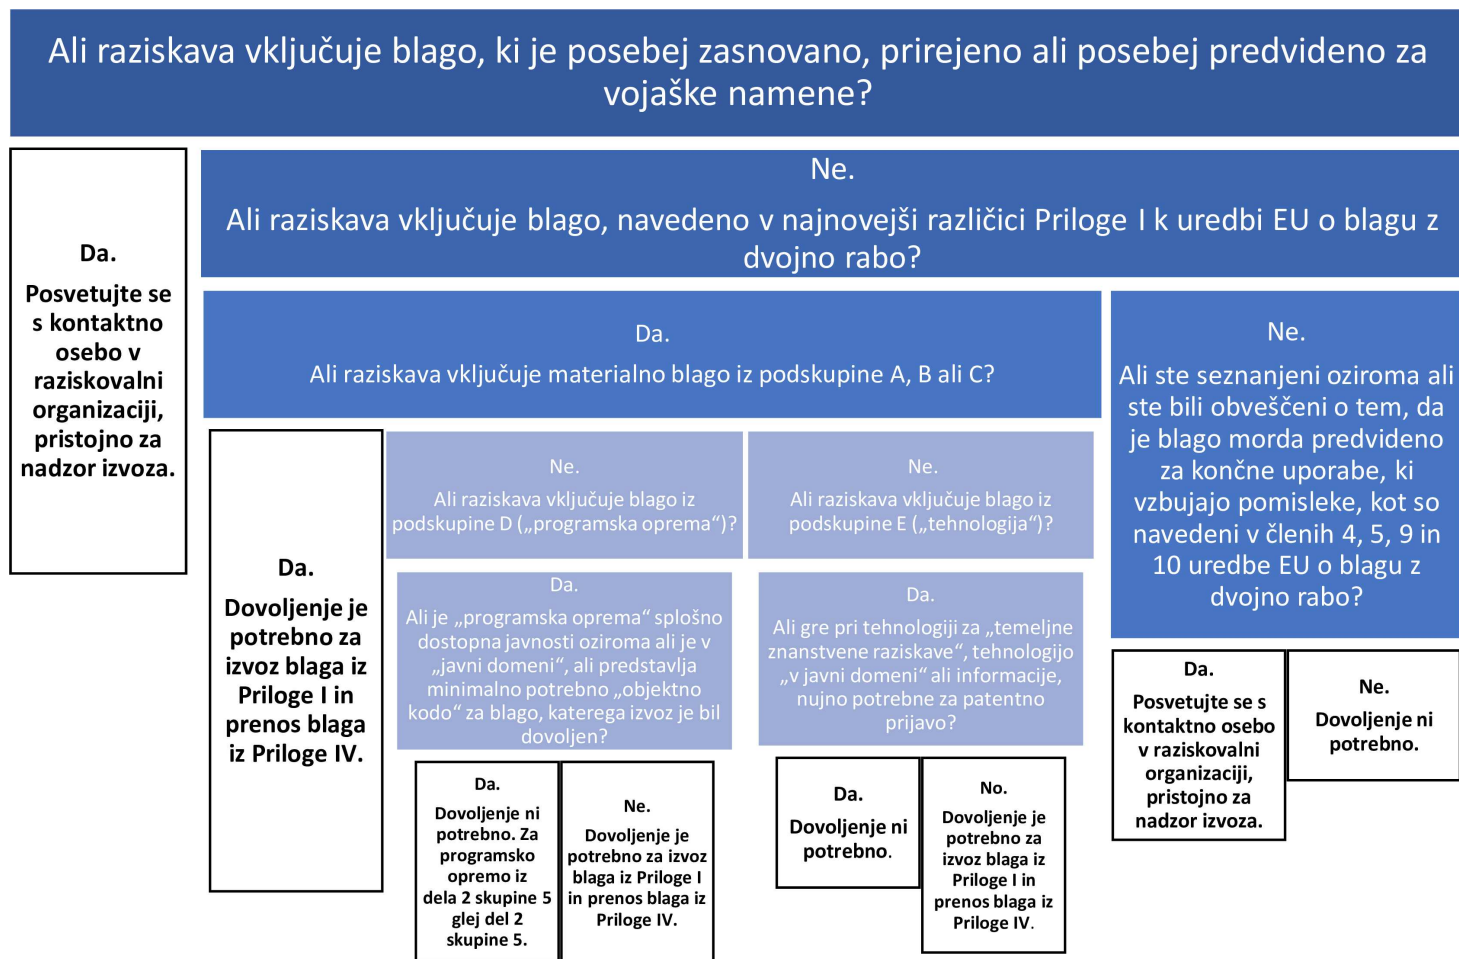 Ali raziskava vključuje blago, ki je posebej zasnovano, prirejeno ali posebej predvideno za
vojaške namene?
Da.
Posvetujte se
s kontaktno
osebo v
raziskovalni
organizaciji,
pristojno za
nadzor izvoza.
Ne.
Ali raziskava vključuje blago, navedeno v najnovejši različici Priloge I k uredbi EU o blagu z
dvojno rabo?
Da.
Ali raziskava vključuje materialno blago iz podskupine A, B ali C?
Da.
Dovoljenje je
potrebno za
izvoz blaga iz
Priloge I in
prenos blaga
iz Priloge IV.
Ne.
Ali raziskava vključuje blago iz
podskupine D („programska oprema“)?
Da.
Ali je „programska oprema“ splošno
dostopna javnosti oziroma ali je v
„javni domeni“, ali predstavlja
minimalno potrebno „objektno
kodo“ za blago, katerega izvoz je bil
dovoljen?
Da.
Dovoljenje ni
potrebno. Za
programsko
opremo iz
dela 2 skupine 5
glej del 2
skupine 5.
Ne.
Dovoljenje je
potrebno za izvoz
blaga iz Priloge I
in prenos blaga iz
Priloge IV.
Ne.
Ali raziskava vključuje blago iz
podskupine E („tehnologija“)?
Da.
Ali gre pri tehnologiji za „temeljne
znanstvene raziskave“, tehnologijo
„v javni domeni“ ali informacije,
nujno potrebne za patentno
prijavo?
Da.
Dovoljenje ni
potrebno.
No.
Dovoljenje je
potrebno za
izvoz blaga iz
Priloge I in
prenos blaga iz
Priloge IV.
Ne.
Ali ste seznanjeni oziroma ali
ste bili obveščeni o tem, da
je blago morda predvideno
za končne uporabe, ki
vzbujajo pomisleke, kot so
navedeni v členih 4, 5, 9 in
10 uredbe EU o blagu z
dvojno rabo?
Da.
Posvetujte se s
kontaktno osebo
v raziskovalni
organizaciji,
pristojno za
nadzor izvoza.
Ne.
Dovoljenje ni
potrebno.